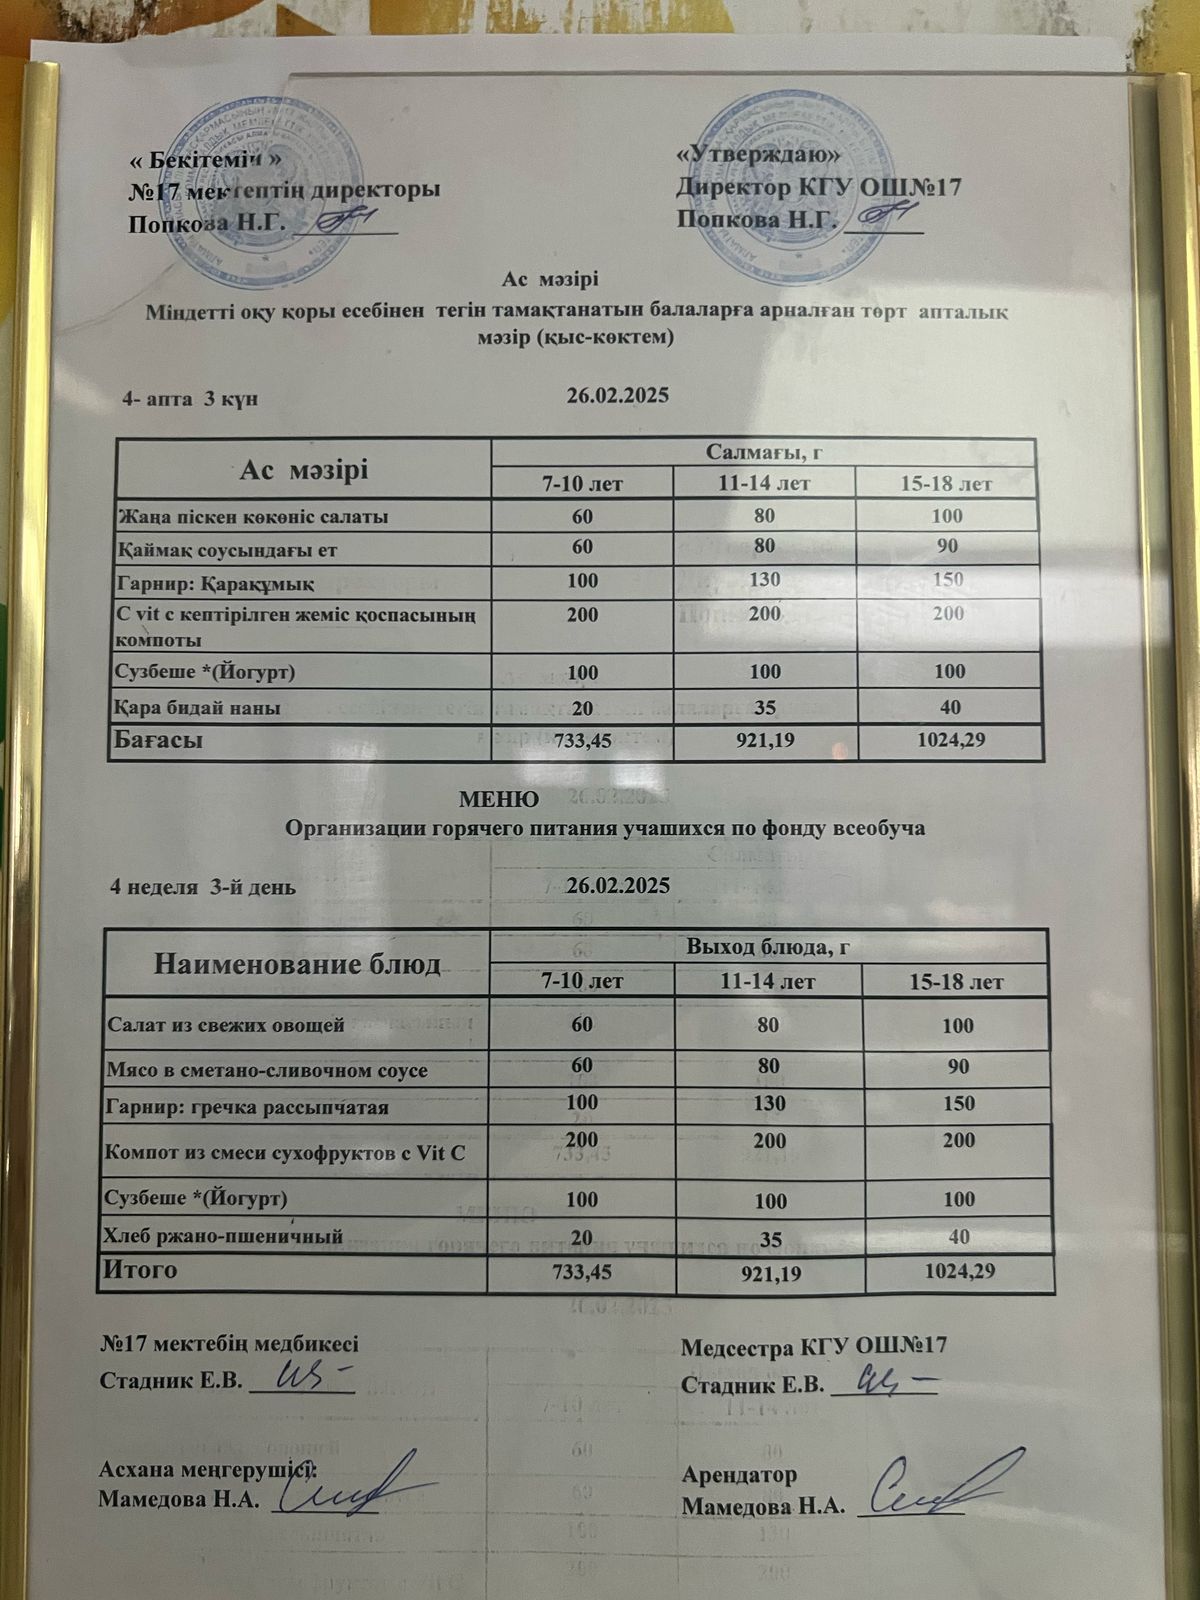 « Бекітемін »
№17 мектептің директоры
Попкова Н.Г.
«Утверждаю»
Директор КГУ ОШ№17
Попкова Н.Г.
Ас мәзірі
Міндетті оқу қоры есебінен тегін тамақтанатын балаларға арналған төрт апталық
мәзір (қыс-көктем)
4- апта 3 күн 26.02.2025
Ас мәзірі Салмағы, г
7-10 лет 11-14 лет 15-18 лет
Жаңа піскен көкөніс салаты 60 80 100
Қаймақ соусындағы ет 60 80 90
Гарнир: Қарақұмық 100 130 150
С vit с кептірілген жеміс қоспасының 200 200 200
компоты
Сузбеше *(Йогурт) 100 100 100
Қара бидай наны 20 35 40
Бағасы 733,45 921,19 1024,29
МЕНЮ
Организации горячего питания учашихся по фонду всеобуча
4 неделя 3-й день 26.02.2025
Наименование блюд Выход блюда, г
7-10 лет 11-14 лет 15-18 лет
Салат из свежих овощей 60 80 100
Мясо в сметано-сливочном соусе 60 80 90
Гарнир: гречка рассыпчатая 100 130 150
Компот из смеси сухофруктов с Vit C 200 200 200
Сузбеше *(Йогурт) 100 100 100
Хлеб ржано-пшеничный 20 35 40
Итого 733,45 921,19 1024,29
№17 мектебің медбикесі
Стадник Е.В.
Медсестра КГУ ОШ№17
Стадник Е.В.
Асхана меңгерушісі:
Мамедова Н.А.
Арендатор
Мамедова Н.А.